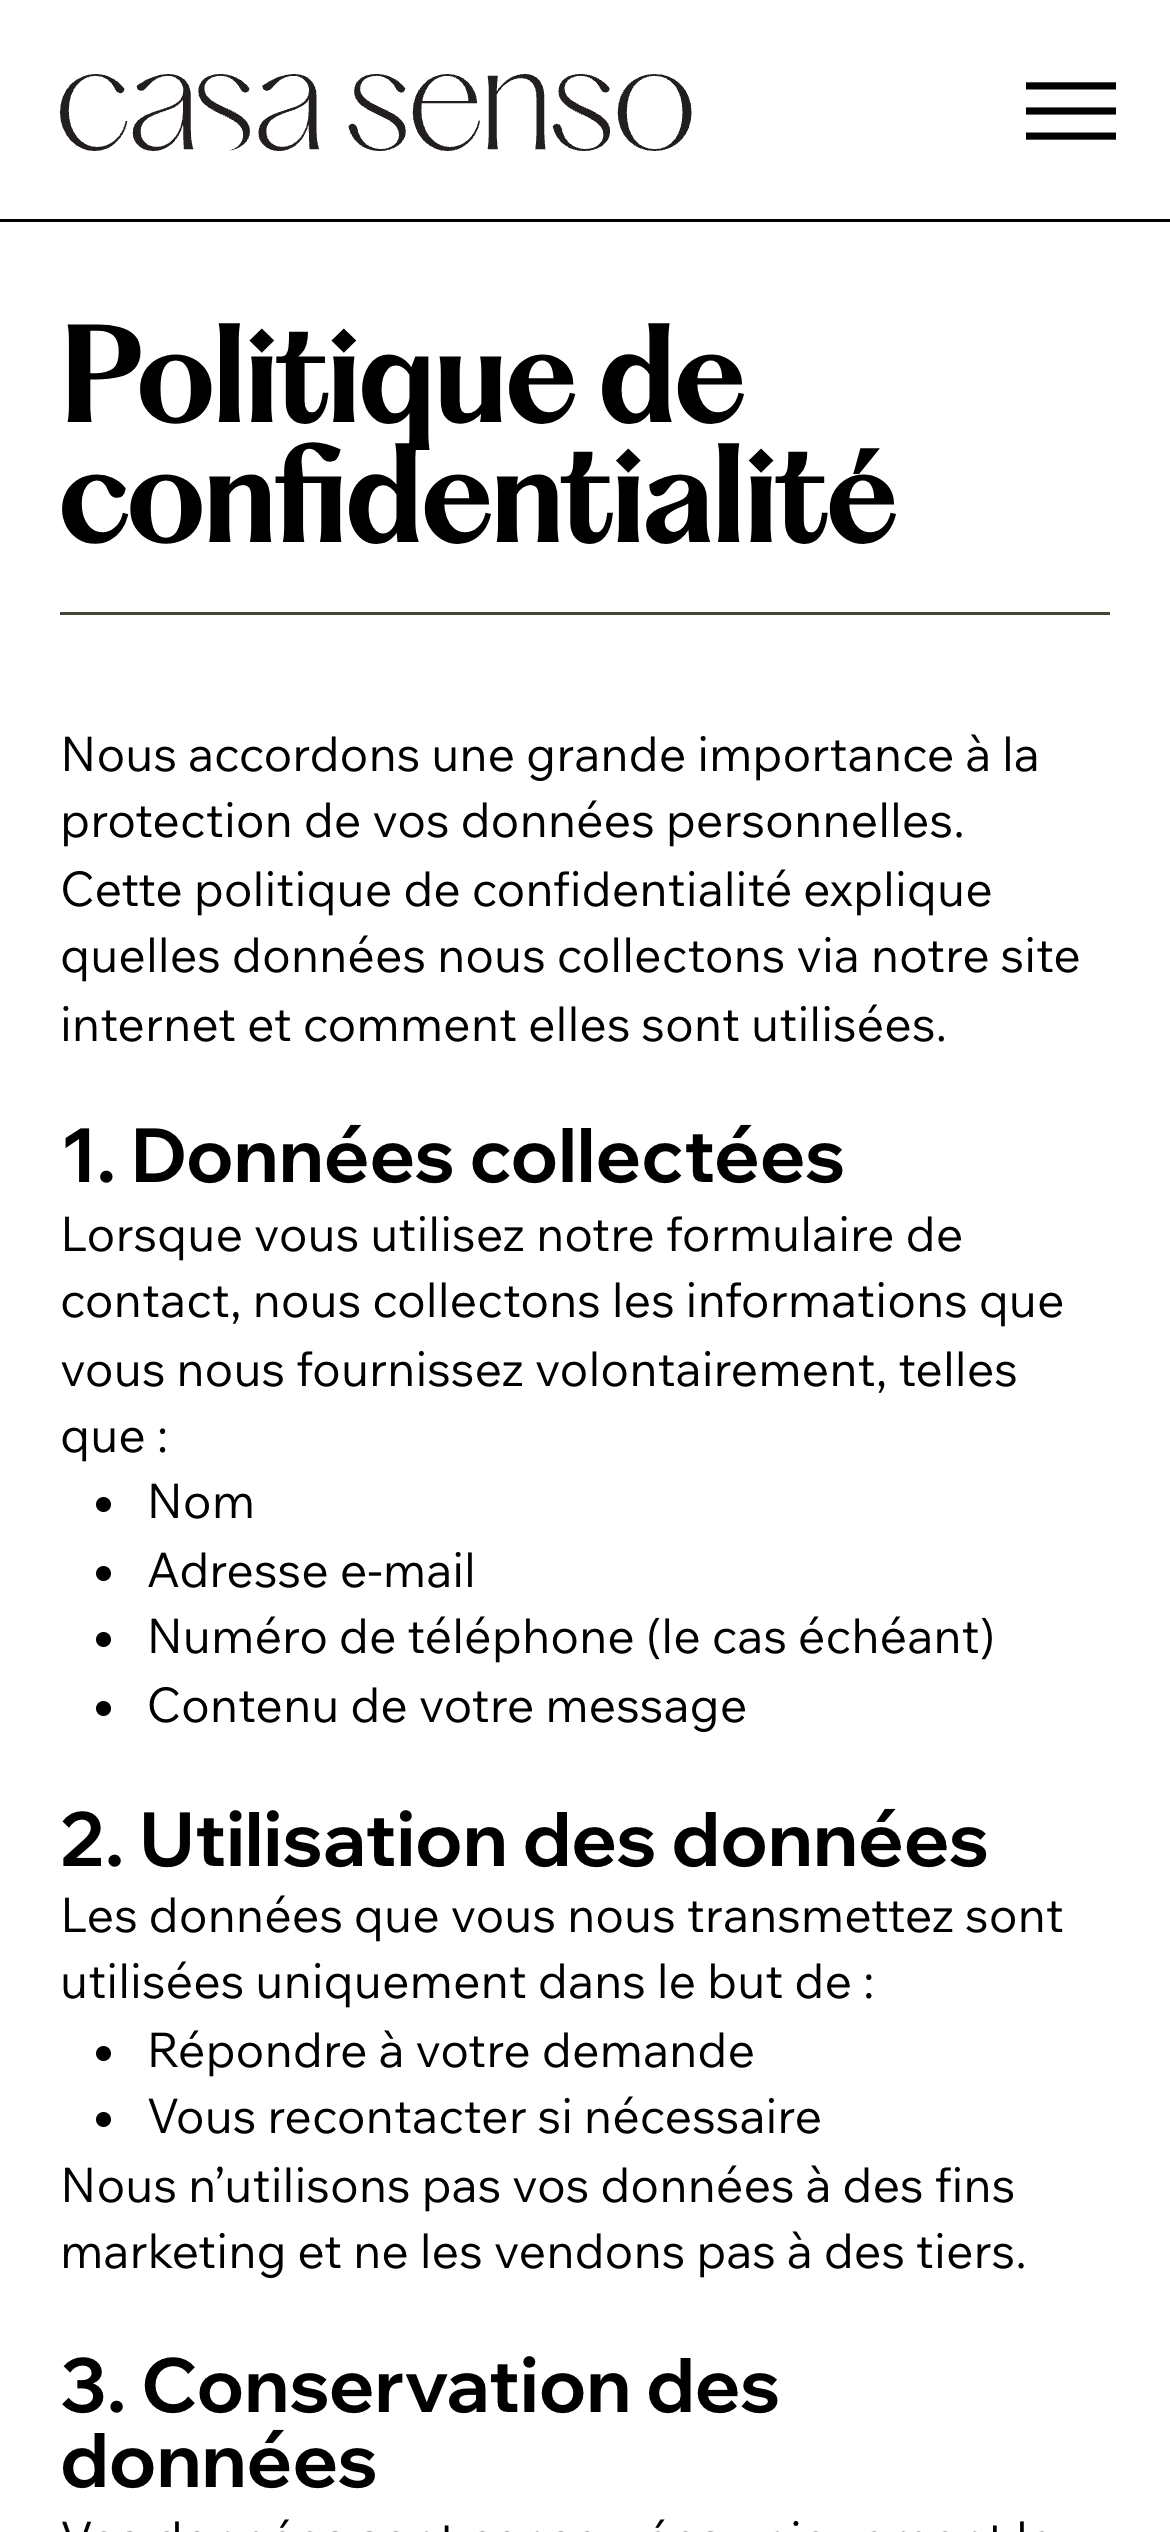 casa senso
Politique de
confidentialité
Nous accordons une grande importance à la
protection de vos données personnelles.
Cette politique de confidentialité explique
quelles données nous collectons via notre site
internet et comment elles sont utilisées.
1. Données collectées
Lorsque vous utilisez notre formulaire de
contact, nous collectons les informations que
vous nous fournissez volontairement, telles
que :
• Nom
• Adresse e-mail
• Numéro de téléphone (le cas échéant)
• Contenu de votre message
2. Utilisation des données
Les données que vous nous transmettez sont
utilisées uniquement dans le but de :
• Répondre à votre demande
• Vous recontacter si nécessaire
Nous n’utilisons pas vos données à des fins
marketing et ne les vendons pas à des tiers.
3. Conservation des
données